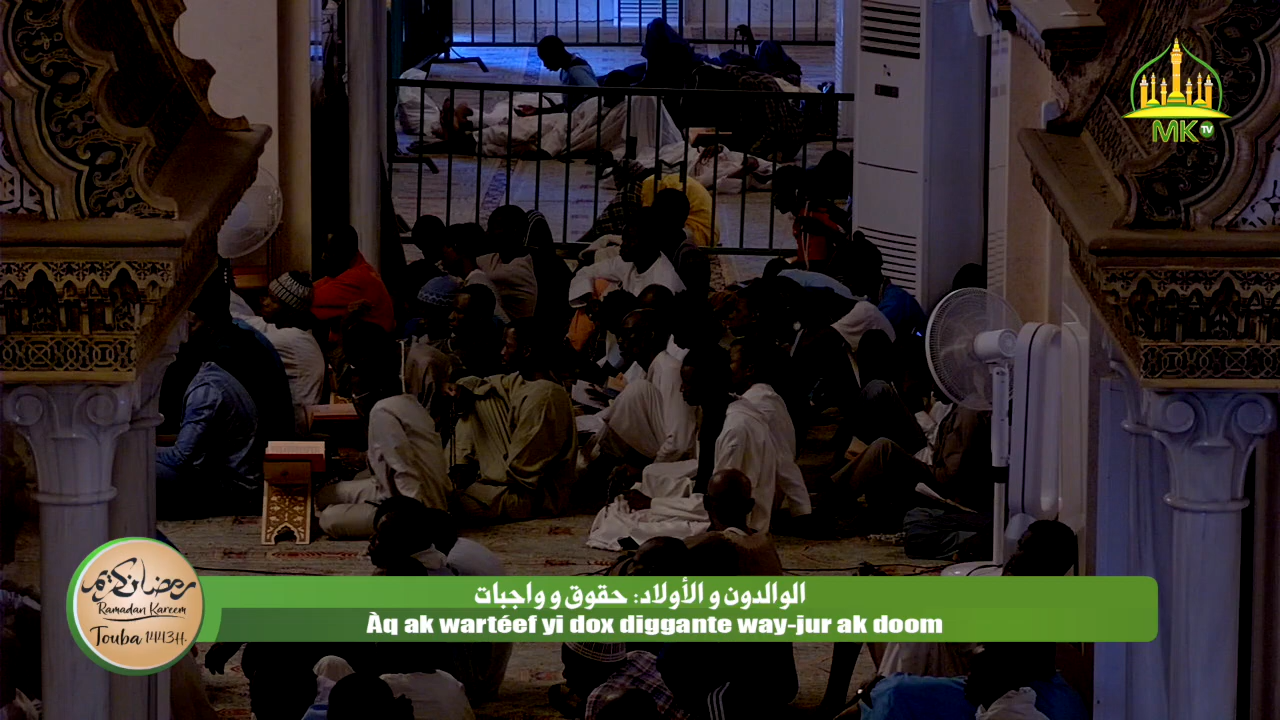 MK TV
رمضان كريم
Ramadan Kareem
Touba 1443H.
الوالدون و الأولاد: حقوق و واجبات
Àq ak wartéef yi dox diggante way-jur ak doom